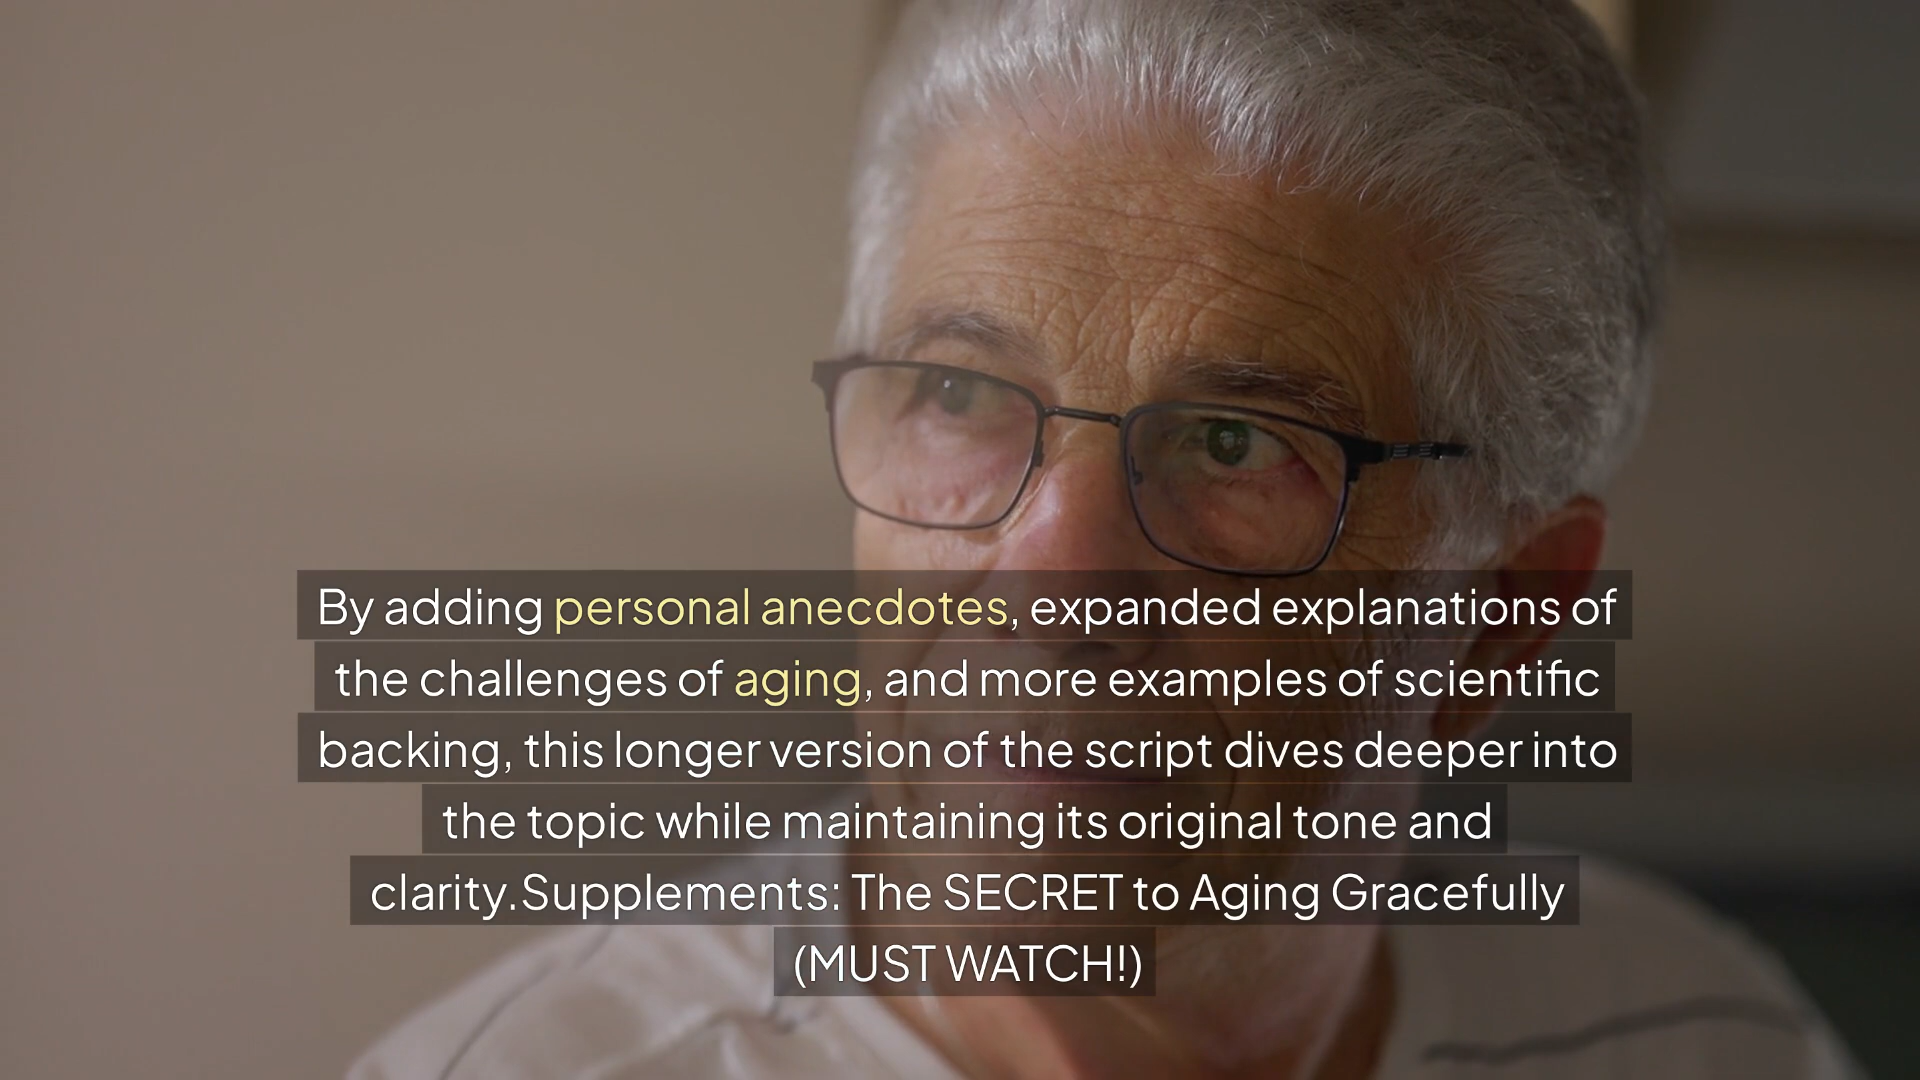 By adding personal anecdotes, expanded explanations of
the challenges of aging, and more examples of scientific
backing, this longer version of the script dives deeper into
the topic while maintaining its original tone and
clarity.Supplements: The SECRET to Aging Gracefully
(MUST WATCH!)